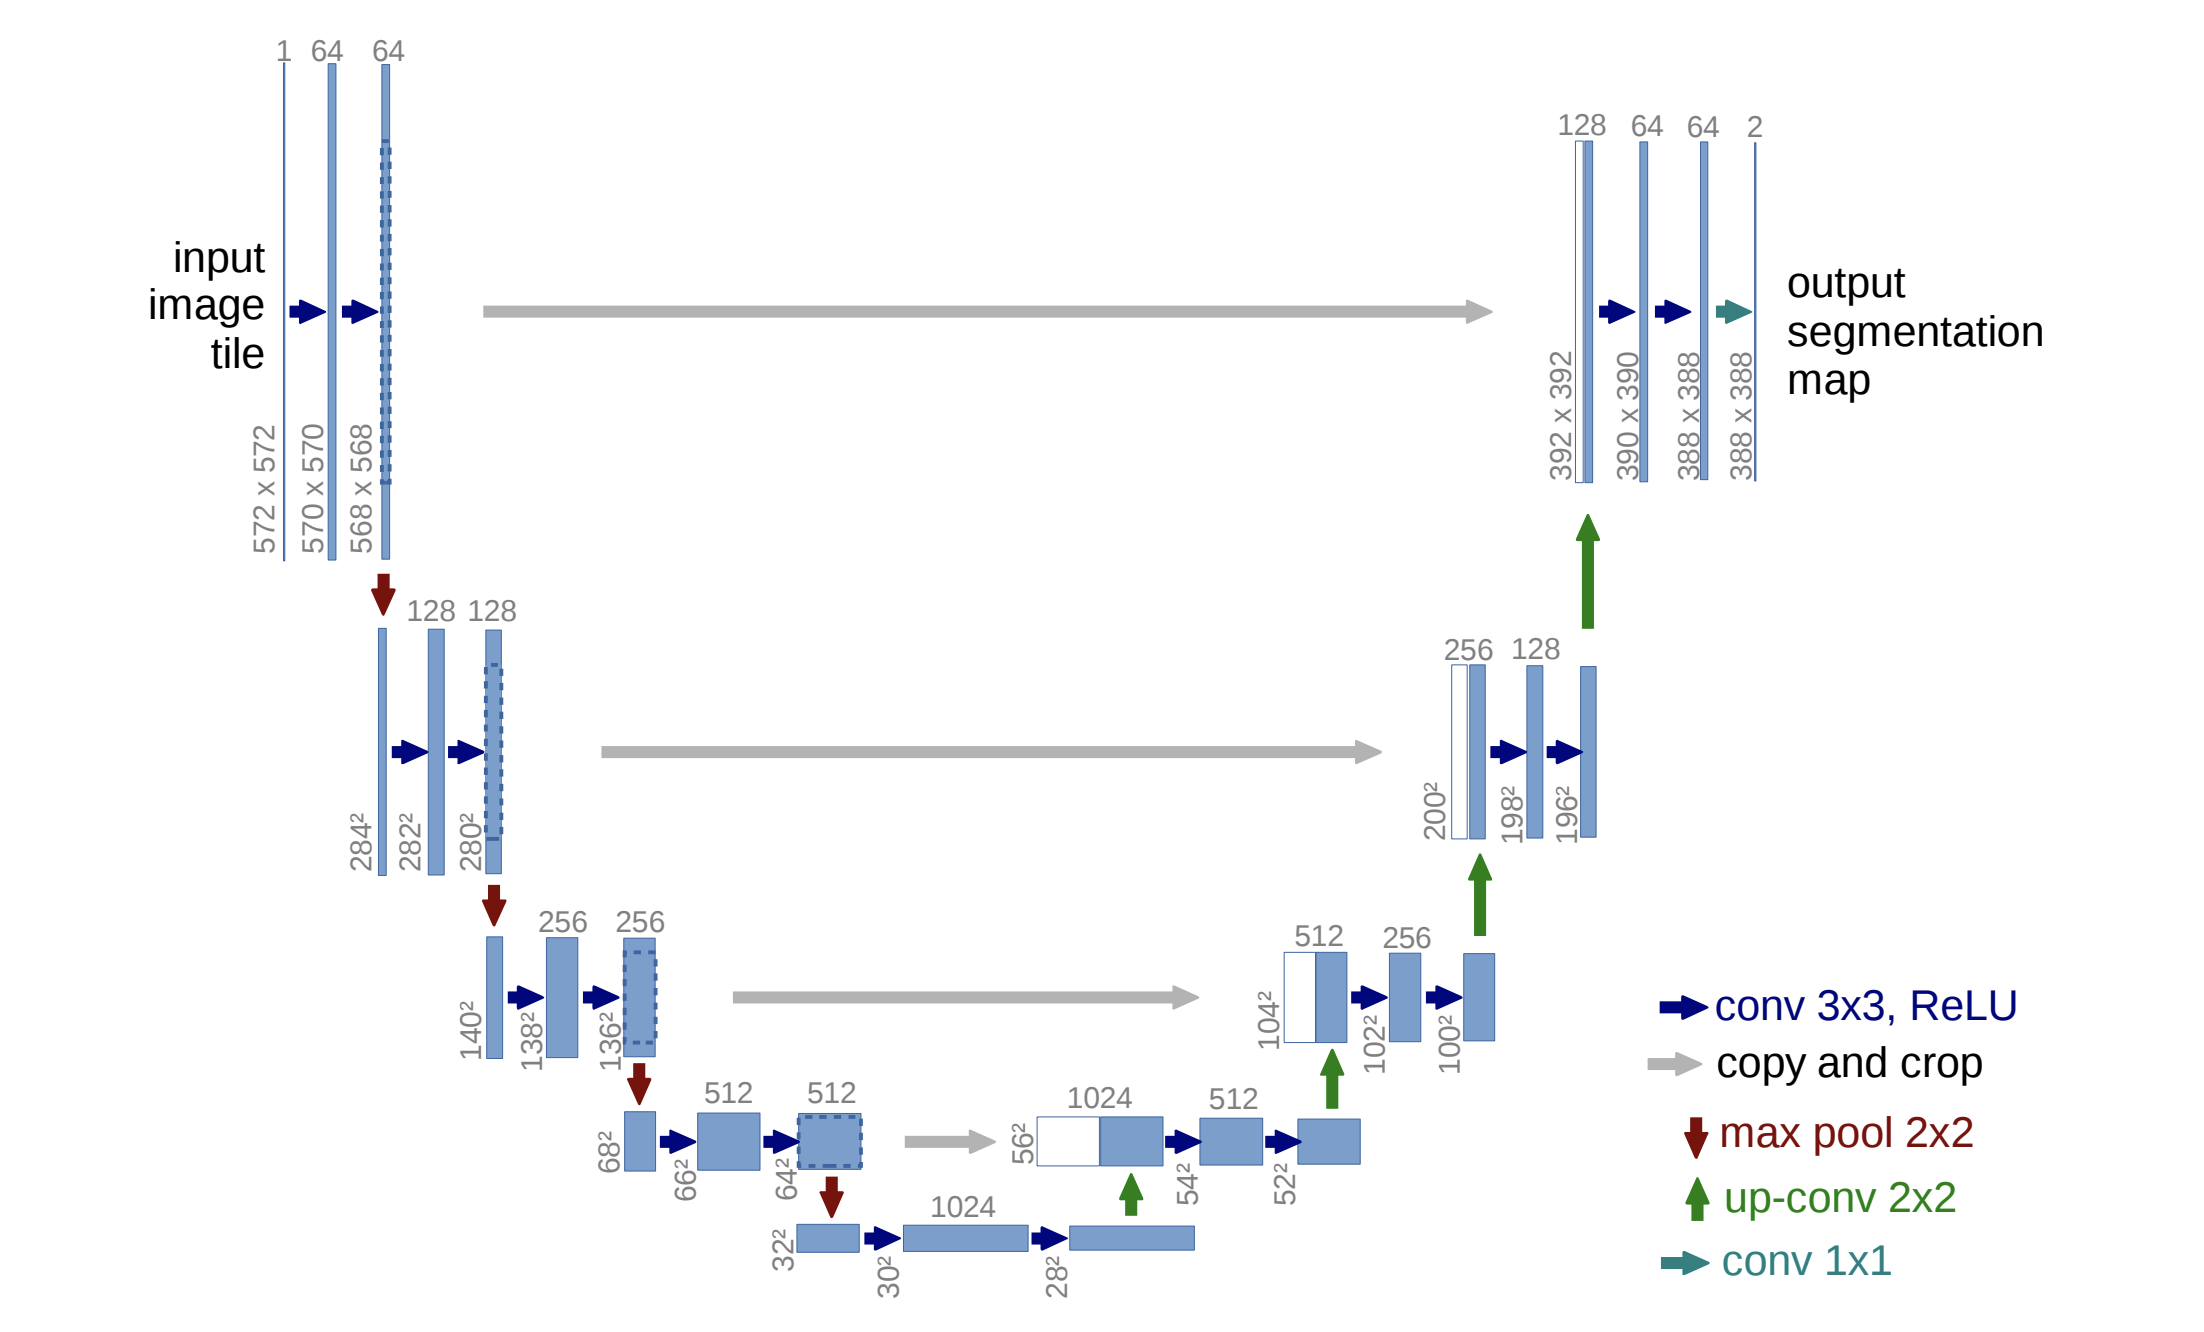 1 64 64
input
image
tile
572 x 572
570 x 570
568 x 568
128 64 64 2
392 x 392
390 x 390
388 x 388
388 x 388
output
segmentation
map
128 128
284²
282²
280²
256 128
200²
198²
196²
256 256
140²
138²
136²
512 256
104²
102²
100²
512 512
68²
66²
64²
1024 512
56²
54²
52²
1024
32²
30²
28²
conv 3x3, ReLU
copy and crop
max pool 2x2
up-conv 2x2
conv 1x1